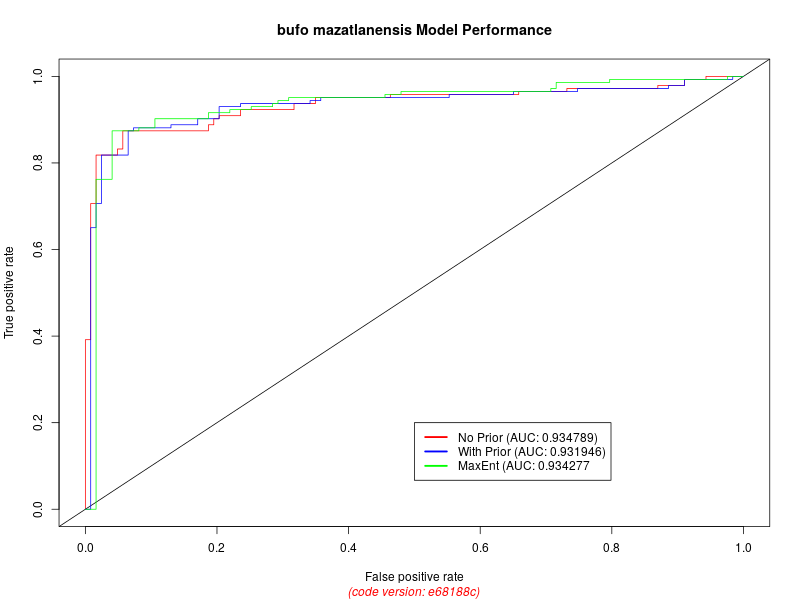 bufo mazatlanensis Model Performance
True positive rate
1.0
0.8
0.6
0.4
0.2
0.0
No Prior (AUC: 0.934789)
With Prior (AUC: 0.931946)
MaxEnt (AUC: 0.934277
0.0 0.2 0.4 0.6 0.8 1.0
False positive rate
(code version: e68188c)